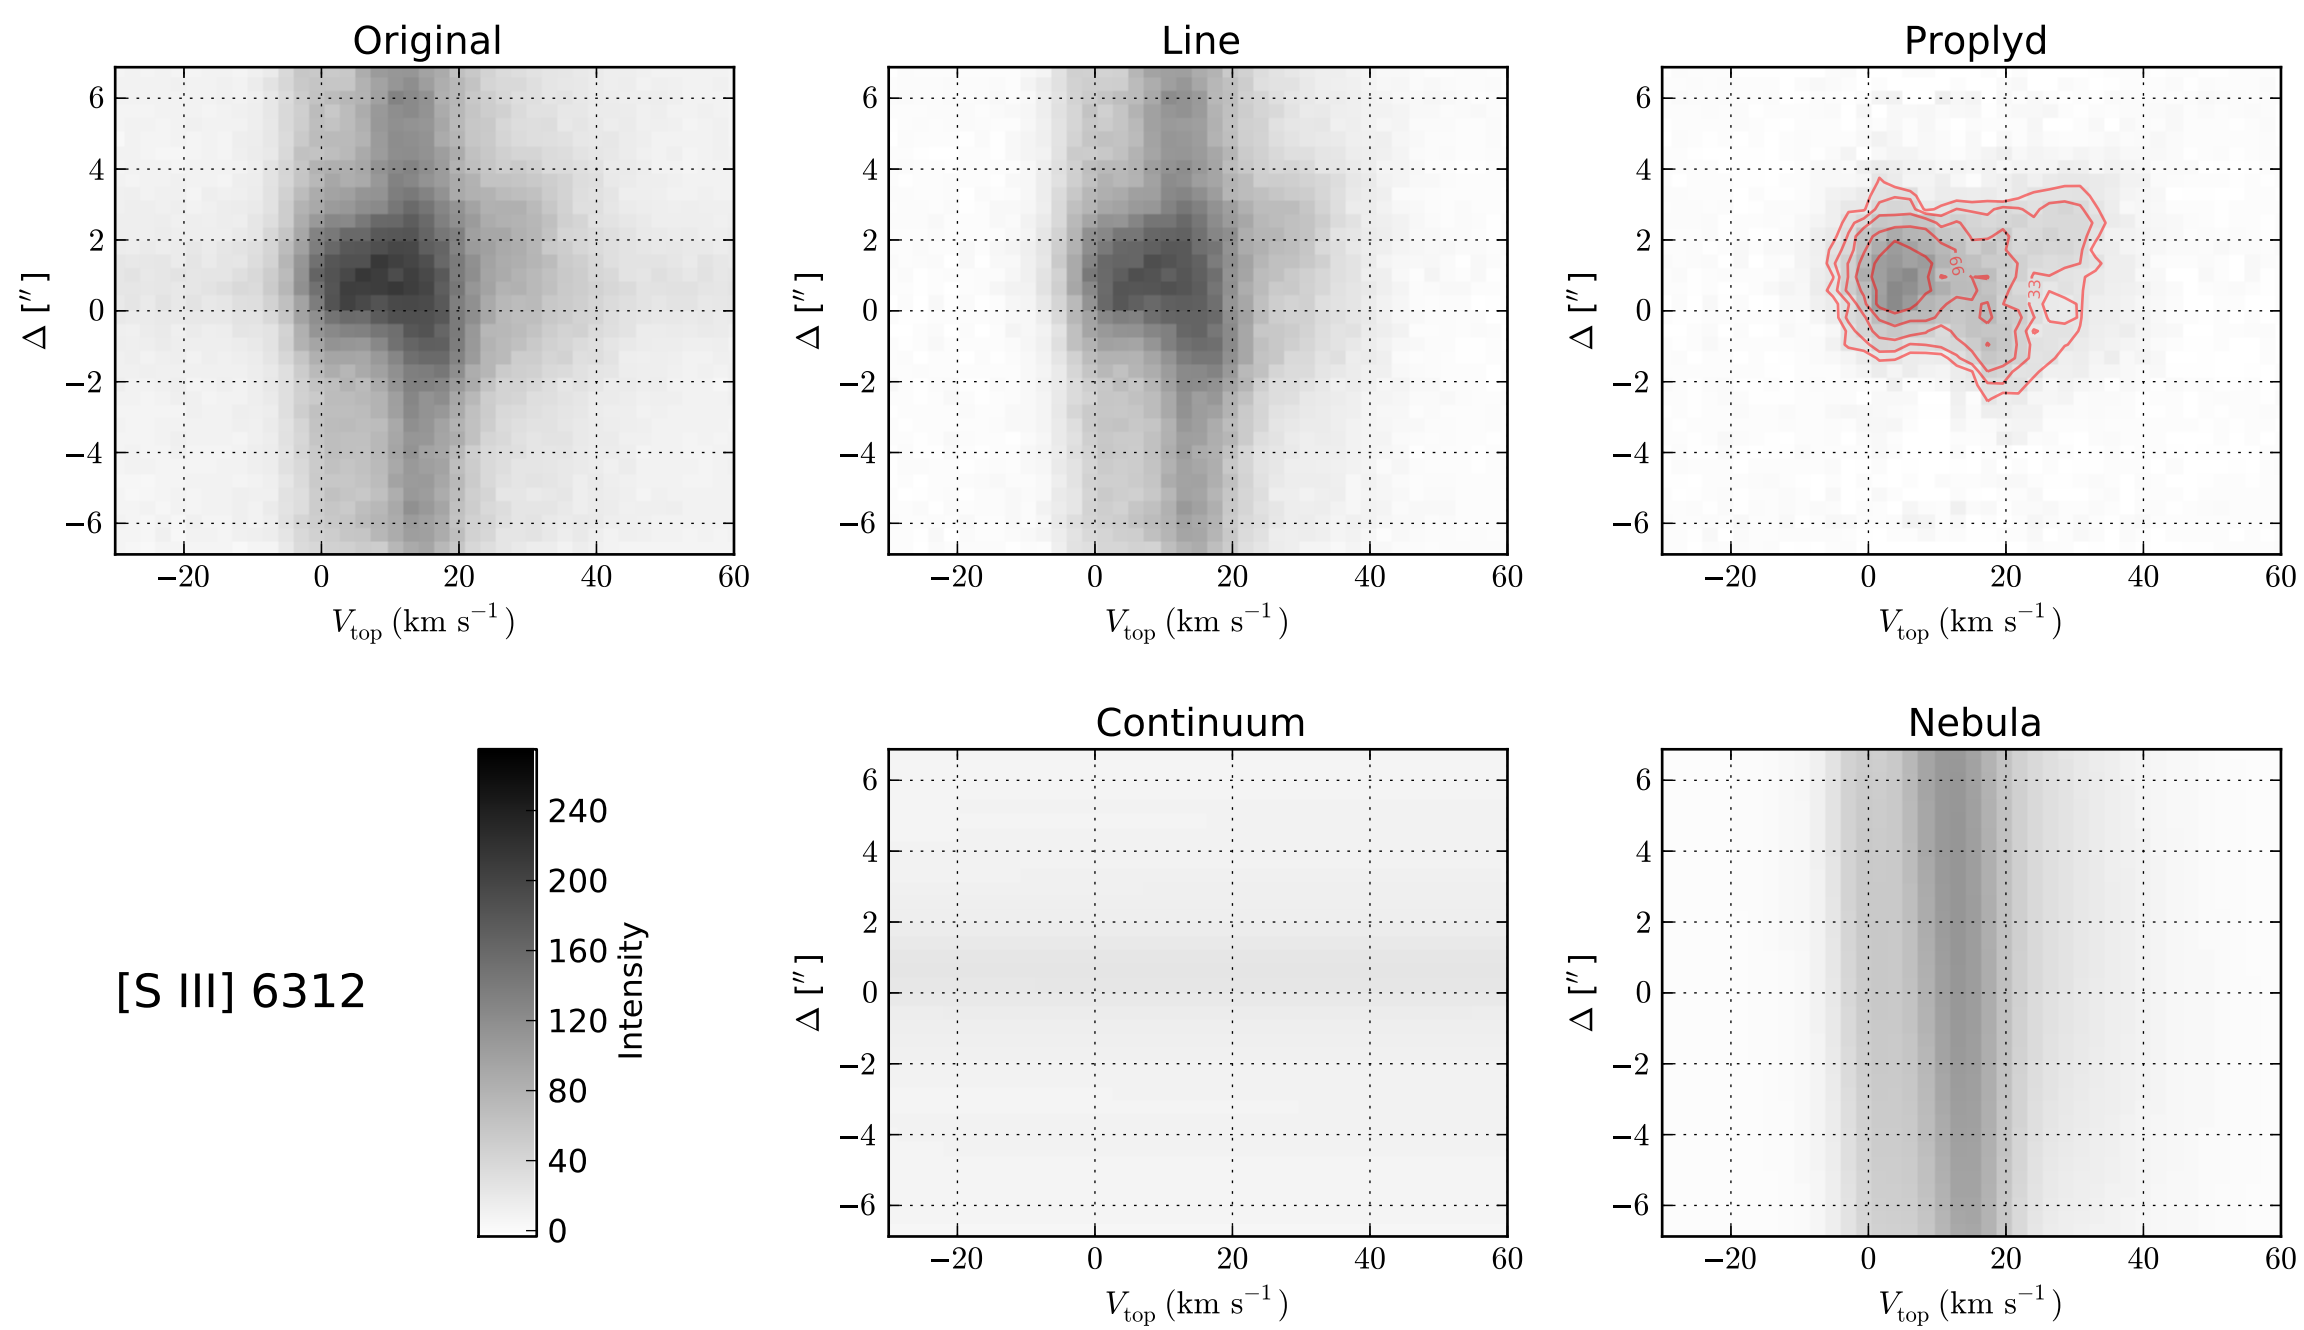 Original
Line
Proplyd
6
4
2
0
−2
−4
−6
Δ [″]
−20 0 20 40 60
V_top (km s⁻¹)
6
4
2
0
−2
−4
−6
Δ [″]
−20 0 20 40 60
V_top (km s⁻¹)
6
4
2
0
−2
−4
−6
Δ [″]
66
33
−20 0 20 40 60
V_top (km s⁻¹)
[S III] 6312
240
200
160
120
80
40
0
Intensity
Continuum
6
4
2
0
−2
−4
−6
Δ [″]
−20 0 20 40 60
V_top (km s⁻¹)
Nebula
6
4
2
0
−2
−4
−6
Δ [″]
−20 0 20 40 60
V_top (km s⁻¹)